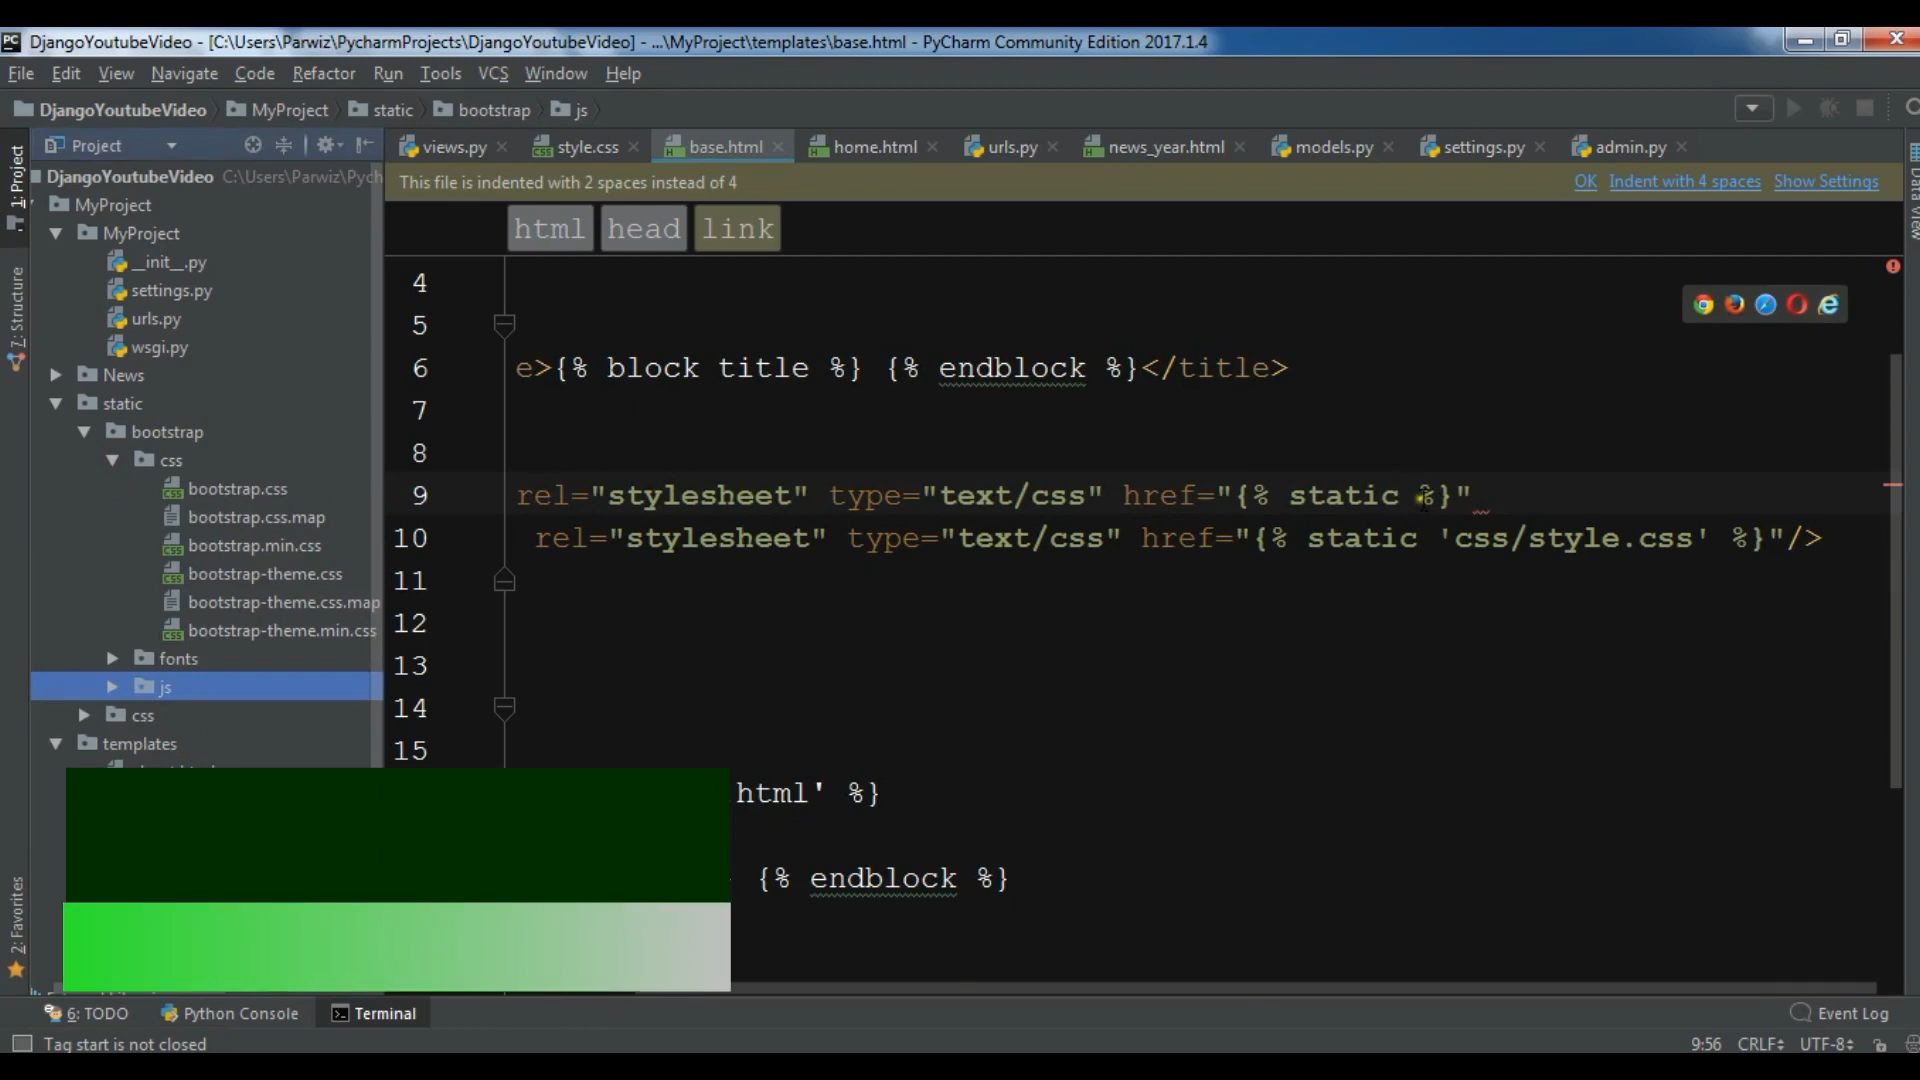 DjangoYoutubeVideo - [C:\Users\Parwiz\PycharmProjects\DjangoYoutubeVideo] - ...\MyProject\templates\base.html - PyCharm Community Edition 2017.1.4
File Edit View Navigate Code Refactor Run Tools VCS Window Help
DjangoYoutubeVideo MyProject static bootstrap js
1: Project
7: Structure
2: Favorites
Project
DjangoYoutubeVideo C:\Users\Parwiz\Pych
MyProject
MyProject
__init__.py
settings.py
urls.py
wsgi.py
News
static
bootstrap
css
bootstrap.css
bootstrap.css.map
bootstrap.min.css
bootstrap-theme.css
bootstrap-theme.css.map
bootstrap-theme.min.css
fonts
js
css
templates
views.py style.css base.html home.html urls.py news_year.html models.py settings.py admin.py
This file is indented with 2 spaces instead of 4 OK Indent with 4 spaces Show Settings
html head link
4
5
6 e>{% block title %} {% endblock %}</title>
7
8
9 rel="stylesheet" type="text/css" href="{% static %}"
10 rel="stylesheet" type="text/css" href="{% static 'css/style.css' %}"/>
11
12
13
14
15
html' %}
{% endblock %}
Data View
6: TODO Python Console Terminal Event Log
Tag start is not closed 9:56 CRLF UTF-8